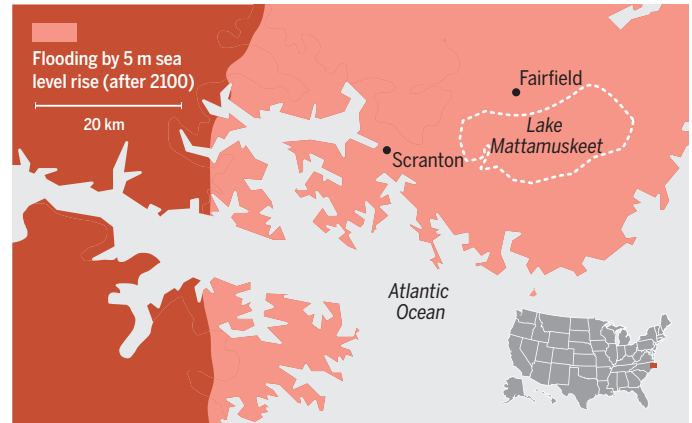 Flooding by 5 m sea
level rise (after 2100)
20 km
Fairfield
Lake
Mattamuskeet
Scranton
Atlantic
Ocean